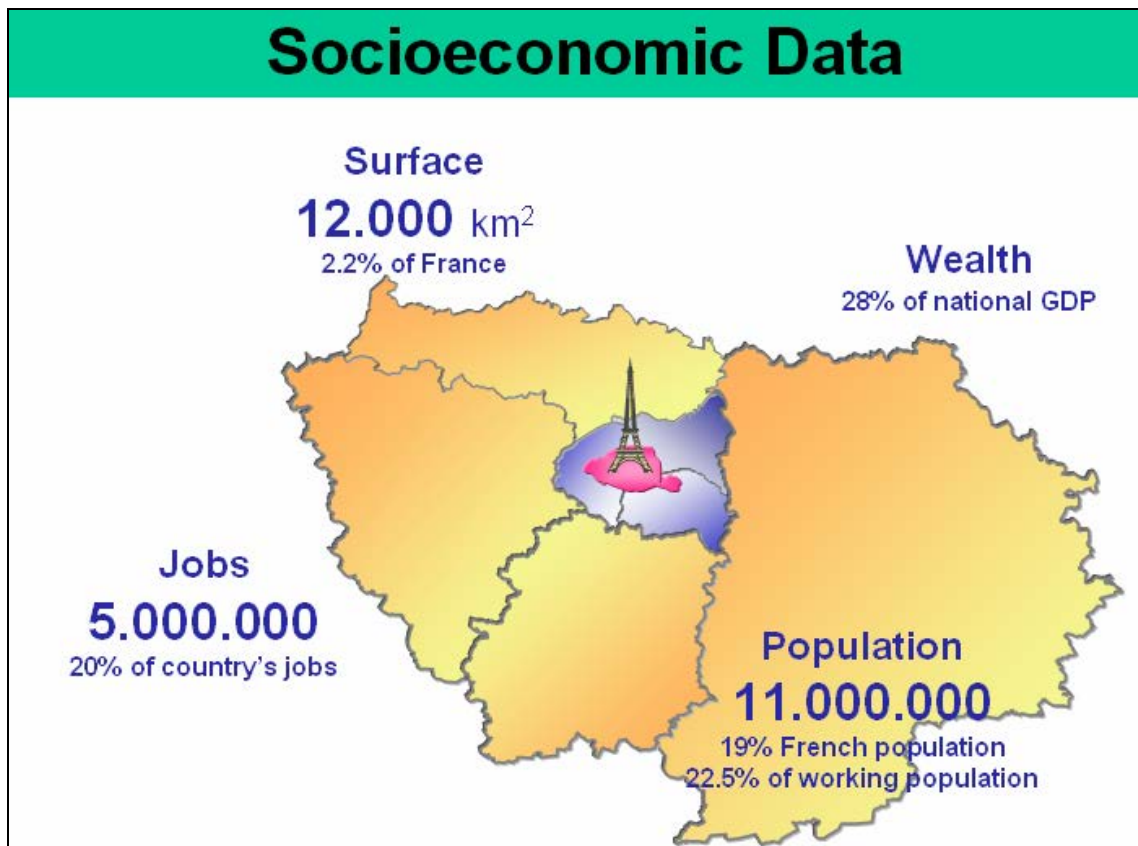 Socioeconomic Data
Surface
12.000 km²
2.2% of France
Wealth
28% of national GDP
Jobs
5.000.000
20% of country's jobs
Population
11.000.000
19% French population
22.5% of working population